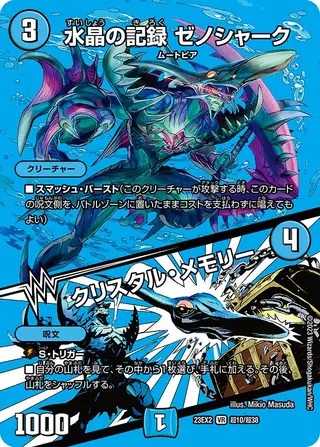 3
すいしょう きろく
水晶の記録 ゼノシャーク
ムートピア
クリーチャー
■スマッシュ・バースト(このクリーチャーが攻撃する時、このカード
の呪文側を、バトルゾーンに置いたままコストを支払わずに唱えても
よい)
4
クリスタル・メモリー
呪文
S・トリガー
■自分の山札を見て、その中から1枚選び、手札に加える。その後、
山札をシャッフルする。
©2023 Wizards/Shogakukan/WHC
illus. Mikio Masuda
23EX2 VR 超10/超38
1000